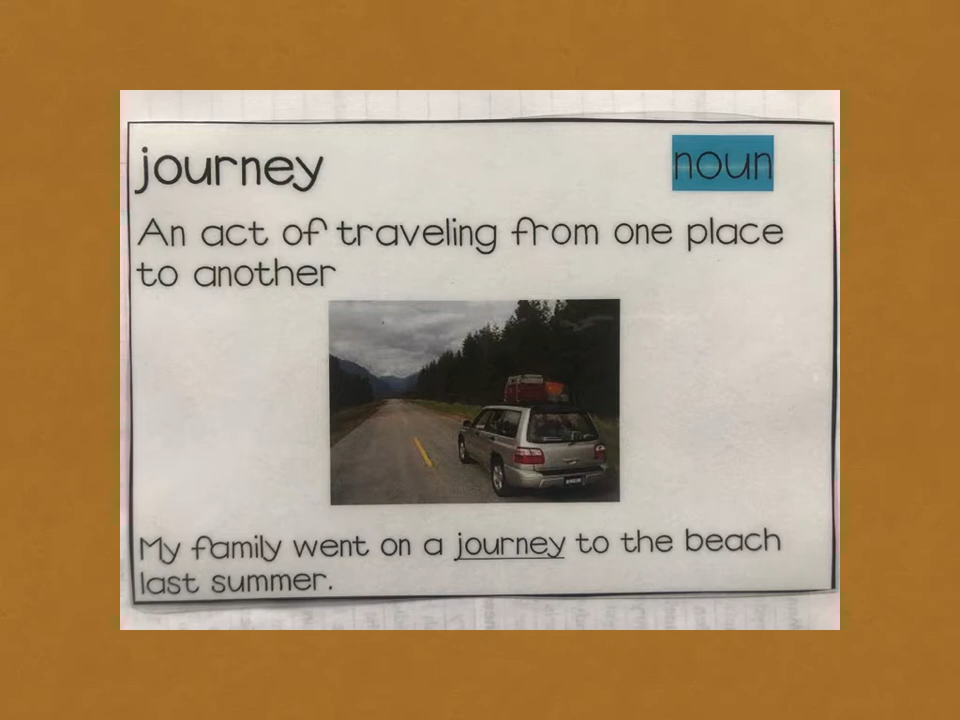 journey noun
An act of traveling from one place
to another
My family went on a journey to the beach
last summer.